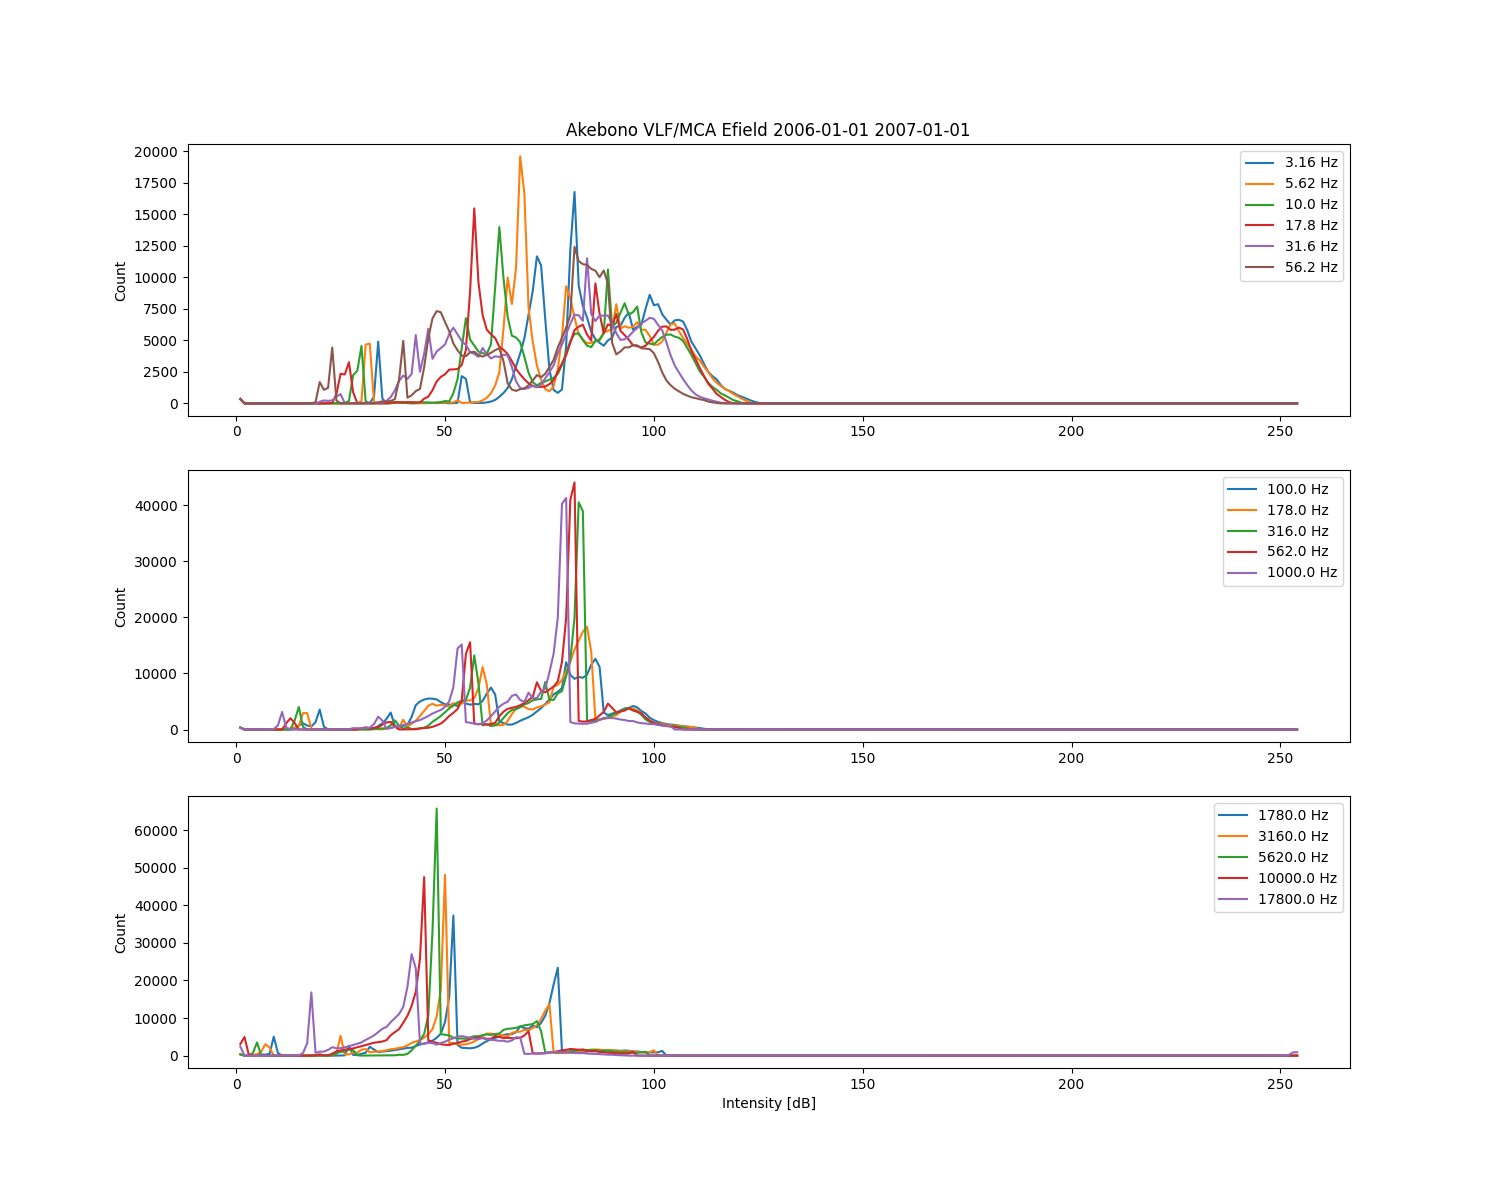 Akebono VLF/MCA Efield 2006-01-01 2007-01-01
20000
17500
15000
12500
10000
7500
5000
2500
0
Count
3.16 Hz
5.62 Hz
10.0 Hz
17.8 Hz
31.6 Hz
56.2 Hz
0 50 100 150 200 250
40000
30000
20000
10000
0
Count
100.0 Hz
178.0 Hz
316.0 Hz
562.0 Hz
1000.0 Hz
0 50 100 150 200 250
60000
50000
40000
30000
20000
10000
0
Count
1780.0 Hz
3160.0 Hz
5620.0 Hz
10000.0 Hz
17800.0 Hz
0 50 100 150 200 250
Intensity [dB]